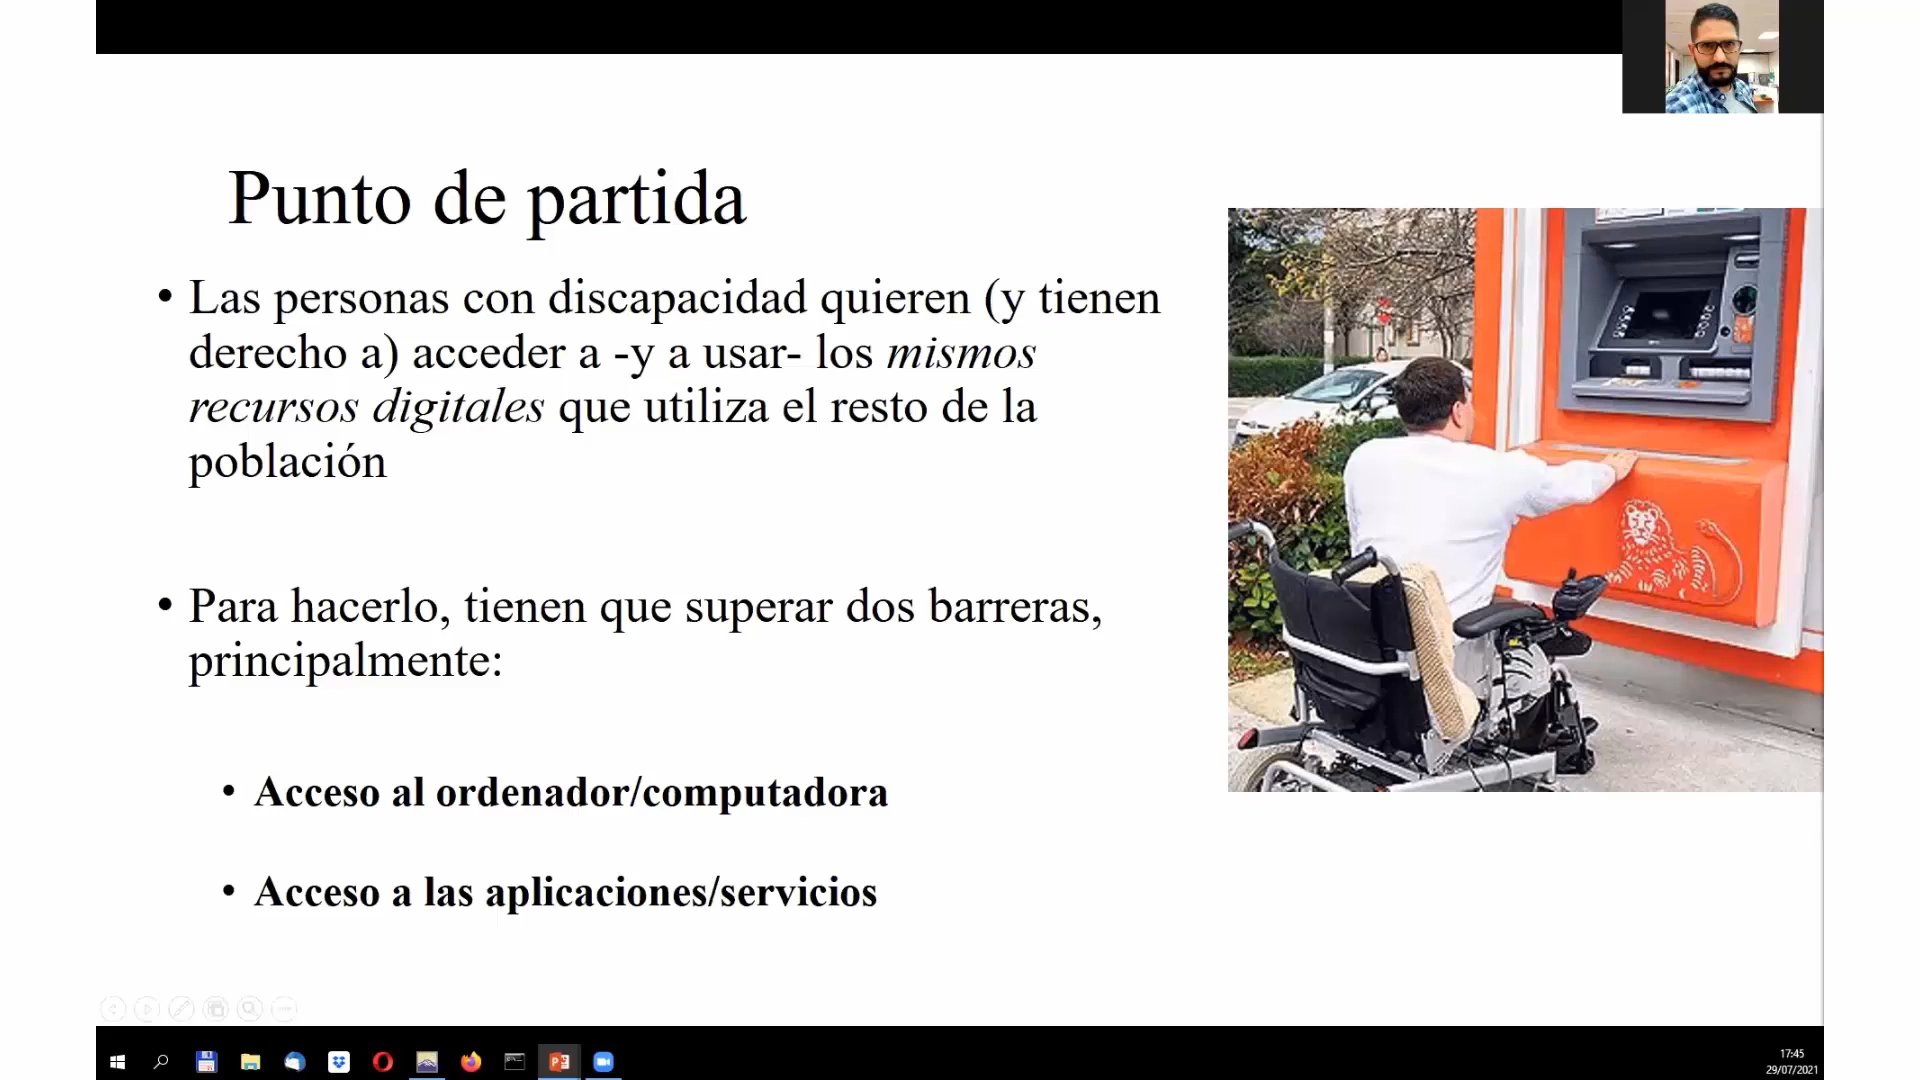 Punto de partida
• Las personas con discapacidad quieren (y tienen
derecho a) acceder a -y a usar- los mismos
recursos digitales que utiliza el resto de la
población
• Para hacerlo, tienen que superar dos barreras,
principalmente:
• Acceso al ordenador/computadora
• Acceso a las aplicaciones/servicios
17:45
29/07/2021